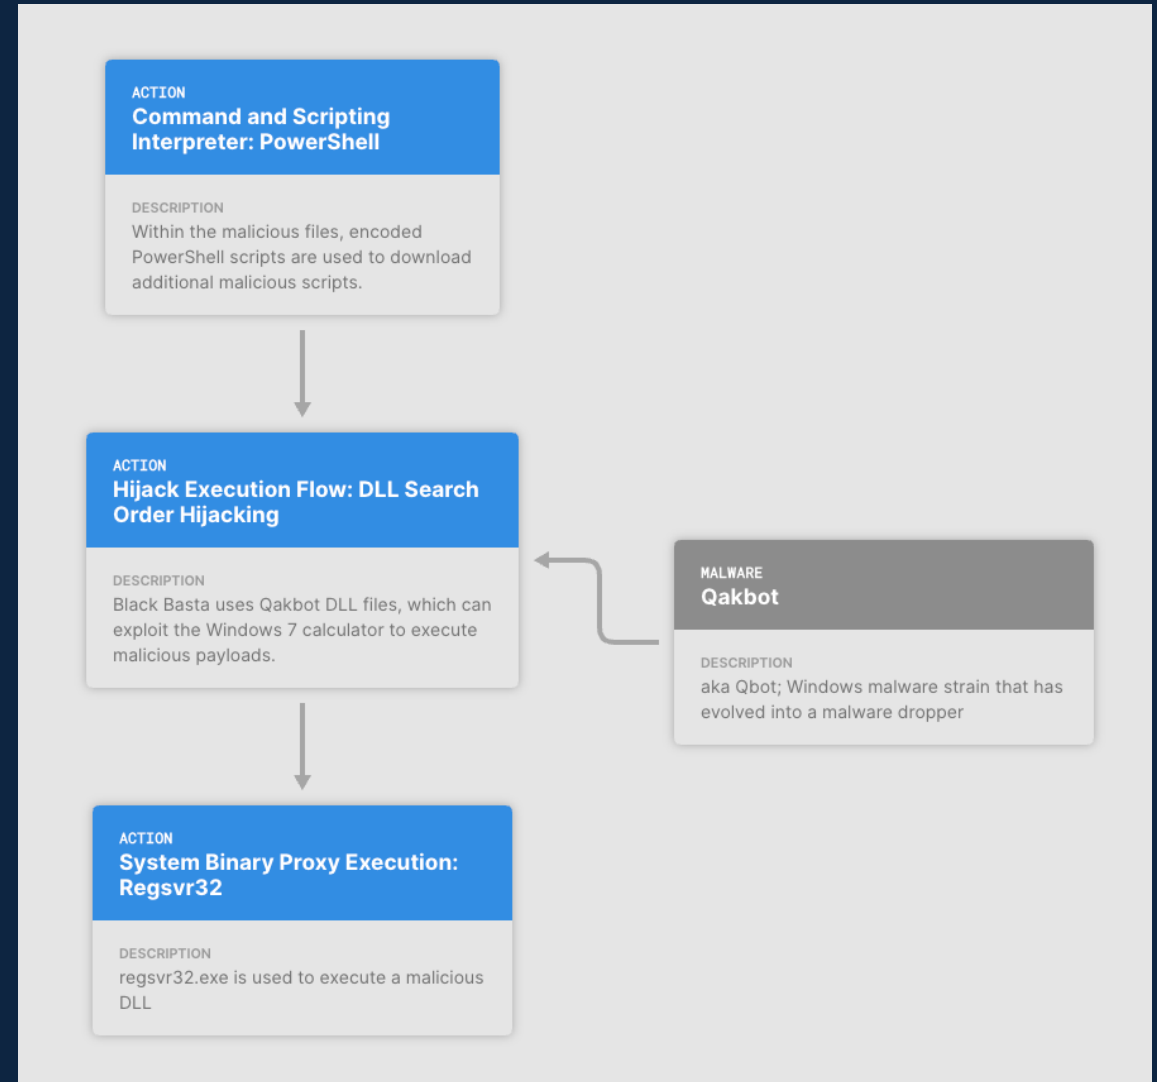 ACTION
Command and Scripting
Interpreter: PowerShell
DESCRIPTION
Within the malicious files, encoded
PowerShell scripts are used to download
additional malicious scripts.
ACTION
Hijack Execution Flow: DLL Search
Order Hijacking
DESCRIPTION
Black Basta uses Qakbot DLL files, which can
exploit the Windows 7 calculator to execute
malicious payloads.
MALWARE
Qakbot
DESCRIPTION
aka Qbot; Windows malware strain that has
evolved into a malware dropper
ACTION
System Binary Proxy Execution:
Regsvr32
DESCRIPTION
regsvr32.exe is used to execute a malicious
DLL